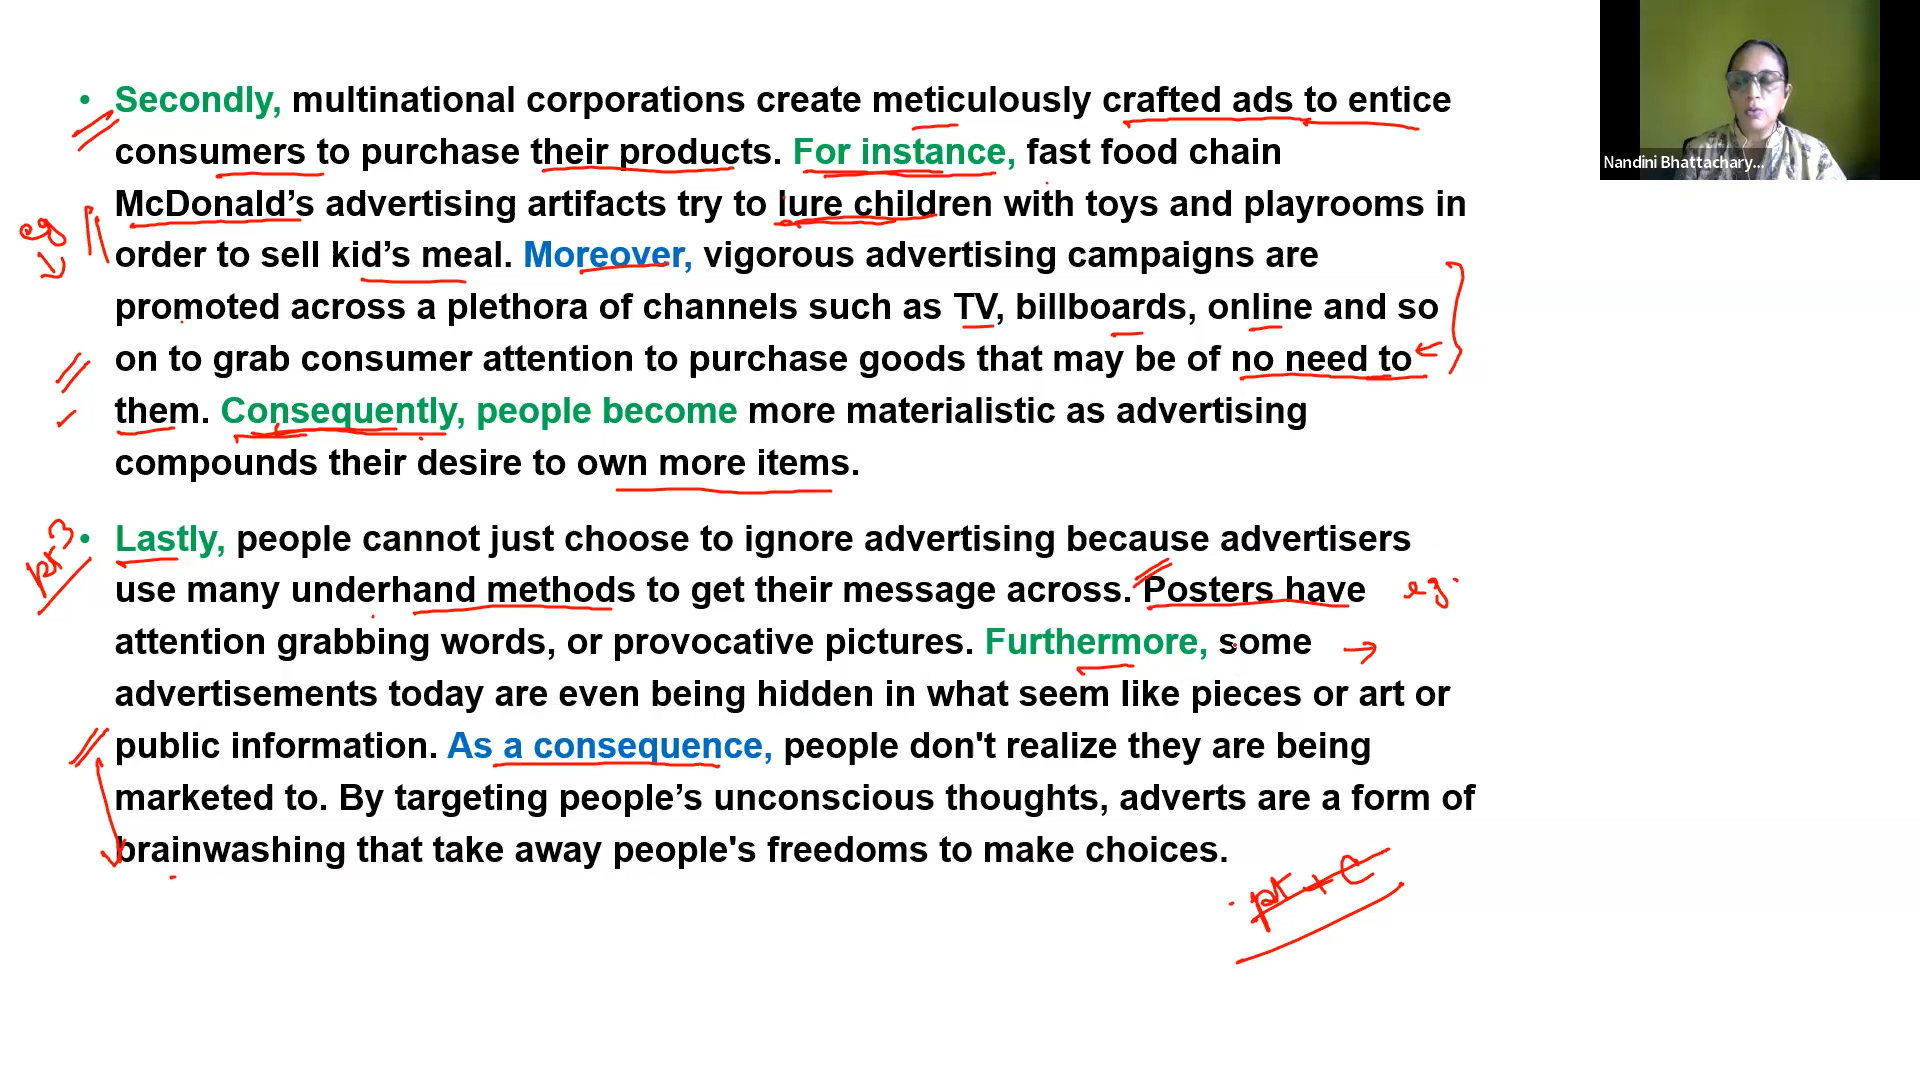 • Secondly, multinational corporations create meticulously crafted ads to entice
consumers to purchase their products. For instance, fast food chain
McDonald’s advertising artifacts try to lure children with toys and playrooms in
order to sell kid’s meal. Moreover, vigorous advertising campaigns are
promoted across a plethora of channels such as TV, billboards, online and so
on to grab consumer attention to purchase goods that may be of no need to
them. Consequently, people become more materialistic as advertising
compounds their desire to own more items.
• Lastly, people cannot just choose to ignore advertising because advertisers
use many underhand methods to get their message across. Posters have
attention grabbing words, or provocative pictures. Furthermore, some
advertisements today are even being hidden in what seem like pieces or art or
public information. As a consequence, people don't realize they are being
marketed to. By targeting people’s unconscious thoughts, adverts are a form of
brainwashing that take away people's freedoms to make choices.
eg
pt 3
eg.
pt + C
Nandini Bhattachary...